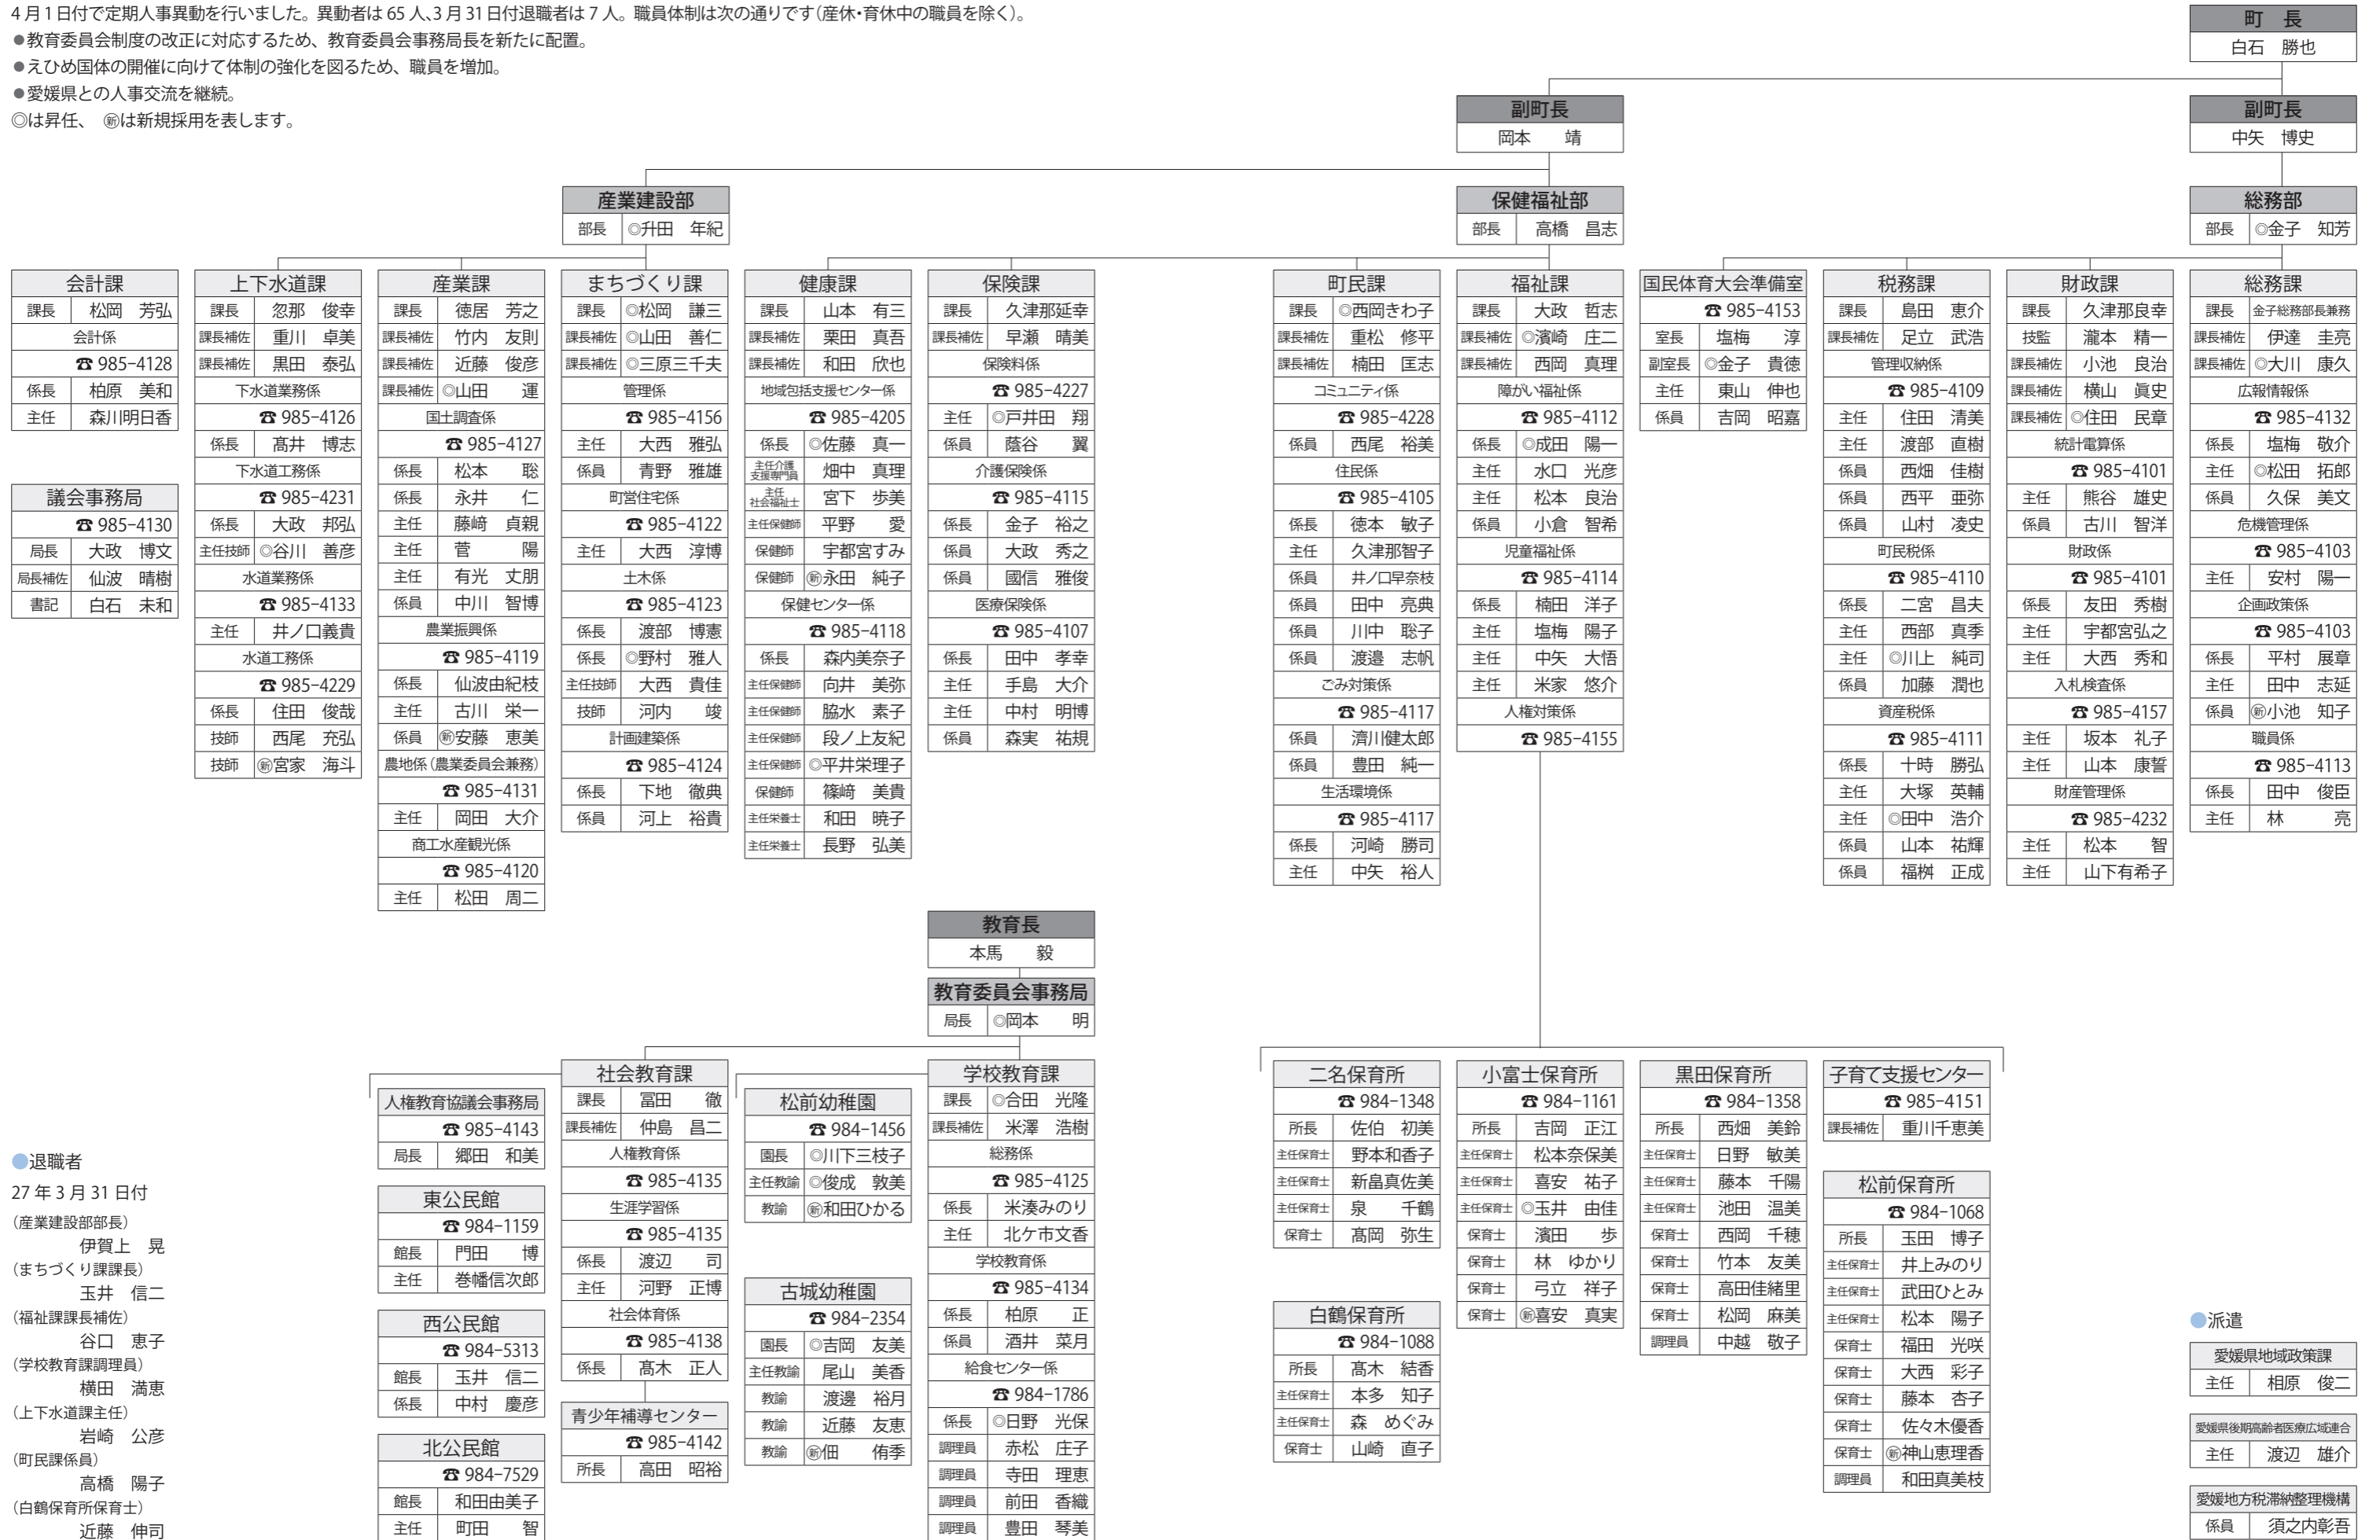 4月1日付で定期人事異動を行いました。異動者は65人、3月31日付退職者は7人。職員体制は次の通りです(産休・育休中の職員を除く)。
●教育委員会制度の改正に対応するため、教育委員会事務局長を新たに配置。
●えひめ国体の開催に向けて体制の強化を図るため、職員を増加。
●愛媛県との人事交流を継続。
◎は昇任、 ㊟は新規採用を表します。
町 長
白石 勝也
副町長
岡本 靖
副町長
中矢 博史
産業建設部
部長 ◎升田 年紀
保健福祉部
部長 高橋 昌志
総務部
部長 ◎金子 知芳
会計課
課長 松岡 芳弘
会計係
☎ 985-4128
係長 柏原 美和
主任 森川明日香
議会事務局
☎ 985-4130
局長 大政 博文
局長補佐 仙波 晴樹
書記 白石 未和
上下水道課
課長 忽那 俊幸
課長補佐 重川 卓美
課長補佐 黒田 泰弘
下水道業務係
☎ 985-4126
係長 髙井 博志
下水道工務係
☎ 985-4231
係長 大政 邦弘
主任技師 ◎谷川 善彦
水道業務係
☎ 985-4133
主任 井ノ口義貴
水道工務係
☎ 985-4229
係長 住田 俊哉
技師 西尾 充弘
技師 ㊟宮家 海斗
産業課
課長 徳居 芳之
課長補佐 竹内 友則
課長補佐 近藤 俊彦
課長補佐 ◎山田 運
国土調査係
☎ 985-4127
係長 松本 聡
係長 永井 仁
主任 藤﨑 貞親
主任 菅 陽
主任 有光 丈朋
係員 中川 智博
農業振興係
☎ 985-4119
係長 仙波由紀枝
主任 古川 栄一
係員 ㊟安藤 恵美
農地係(農業委員会兼務)
☎ 985-4131
主任 岡田 大介
商工水産観光係
☎ 985-4120
主任 松田 周二
まちづくり課
課長 ◎松岡 謙三
課長補佐 ◎山田 善仁
課長補佐 ◎三原三千夫
管理係
☎ 985-4156
主任 大西 雅弘
係員 青野 雅雄
町営住宅係
☎ 985-4122
主任 大西 淳博
土木係
☎ 985-4123
係長 渡部 博憲
係長 ◎野村 雅人
主任技師 大西 貴佳
技師 河内 竣
計画建築係
☎ 985-4124
係長 下地 徹典
係員 河上 裕貴
健康課
課長 山本 有三
課長補佐 栗田 真吾
課長補佐 和田 欣也
地域包括支援センター係
☎ 985-4205
係長 ◎佐藤 真一
主任介護支援専門員 畑中 真理
主任社会福祉士 宮下 歩美
主任保健師 平野 愛
保健師 宇都宮すみ
保健師 ㊟永田 純子
保健センター係
☎ 985-4118
係長 森内美奈子
主任保健師 向井 美弥
主任保健師 脇水 素子
主任保健師 段ノ上友紀
主任保健師 ◎平井栄理子
保健師 篠﨑 美貴
主任栄養士 和田 暁子
主任栄養士 長野 弘美
保険課
課長 久津那延幸
課長補佐 早瀬 晴美
保険料係
☎ 985-4227
主任 ◎戸井田 翔
係員 蔭谷 翼
介護保険係
☎ 985-4115
係長 金子 裕之
係員 大政 秀之
係員 國信 雅俊
医療保険係
☎ 985-4107
係長 田中 孝幸
主任 手島 大介
主任 中村 明博
係員 森実 祐規
町民課
課長 ◎西岡きわ子
課長補佐 重松 修平
課長補佐 楠田 匡志
コミュニティ係
☎ 985-4228
係員 西尾 裕美
住民係
☎ 985-4105
係長 徳本 敏子
主任 久津那智子
係員 井ノ口早奈枝
係員 田中 亮典
係員 川中 聡子
係員 渡邉 志帆
ごみ対策係
☎ 985-4117
係員 濟川健太郎
係員 豊田 純一
生活環境係
☎ 985-4117
係長 河崎 勝司
主任 中矢 裕人
福祉課
課長 大政 哲志
課長補佐 ◎濱崎 庄二
課長補佐 西岡 真理
障がい福祉係
☎ 985-4112
係長 ◎成田 陽一
主任 水口 光彦
主任 松本 良治
係員 小倉 智希
児童福祉係
☎ 985-4114
係長 楠田 洋子
主任 塩梅 陽子
主任 中矢 大悟
主任 米家 悠介
人権対策係
☎ 985-4155
国民体育大会準備室
☎ 985-4153
室長 塩梅 淳
副室長 ◎金子 貴徳
主任 東山 伸也
係員 吉岡 昭嘉
税務課
課長 島田 恵介
課長補佐 足立 武浩
管理収納係
☎ 985-4109
主任 住田 清美
主任 渡部 直樹
係員 西畑 佳樹
係員 西平 亜弥
係員 山村 凌史
町民税係
☎ 985-4110
係長 二宮 昌夫
主任 西部 真季
主任 ◎川上 純司
係員 加藤 潤也
資産税係
☎ 985-4111
係長 十時 勝弘
主任 大塚 英輔
主任 ◎田中 浩介
係員 山本 祐輝
係員 福桝 正成
財政課
課長 久津那良幸
技監 瀧本 精一
課長補佐 小池 良治
課長補佐 横山 眞史
課長補佐 ◎住田 民章
統計電算係
☎ 985-4101
主任 熊谷 雄史
係員 古川 智洋
財政係
☎ 985-4101
係長 友田 秀樹
主任 宇都宮弘之
主任 大西 秀和
入札検査係
☎ 985-4157
主任 坂本 礼子
主任 山本 康誓
財産管理係
☎ 985-4232
主任 松本 智
主任 山下有希子
総務課
課長 金子総務部長兼務
課長補佐 伊達 圭亮
課長補佐 ◎大川 康久
広報情報係
☎ 985-4132
係長 塩梅 敬介
主任 ◎松田 拓郎
係員 久保 美文
危機管理係
☎ 985-4103
主任 安村 陽一
企画政策係
☎ 985-4103
係長 平村 展章
主任 田中 志延
係員 ㊟小池 知子
職員係
☎ 985-4113
係長 田中 俊臣
主任 林 亮
教育長
本馬 毅
教育委員会事務局
局長 ◎岡本 明
人権教育協議会事務局
☎ 985-4143
局長 郷田 和美
東公民館
☎ 984-1159
館長 門田 博
主任 巻幡信次郎
西公民館
☎ 984-5313
館長 玉井 信二
係長 中村 慶彦
北公民館
☎ 984-7529
館長 和田由美子
主任 町田 智
社会教育課
課長 冨田 徹
課長補佐 仲島 昌二
人権教育係
☎ 985-4135
生涯学習係
☎ 985-4135
係長 渡辺 司
主任 河野 正博
社会体育係
☎ 985-4138
係長 髙木 正人
青少年補導センター
☎ 985-4142
所長 高田 昭裕
松前幼稚園
☎ 984-1456
園長 ◎川下三枝子
主任教諭 ◎俊成 敦美
教諭 ㊟和田ひかる
古城幼稚園
☎ 984-2354
園長 ◎吉岡 友美
主任教諭 尾山 美香
教諭 渡邊 裕月
教諭 近藤 友恵
教諭 ㊟佃 侑季
学校教育課
課長 ◎合田 光隆
課長補佐 米澤 浩樹
総務係
☎ 985-4125
係長 米湊みのり
主任 北ケ市文香
学校教育係
☎ 985-4134
係長 柏原 正
係員 酒井 菜月
給食センター係
☎ 984-1786
係長 ◎日野 光保
調理員 赤松 庄子
調理員 寺田 理恵
調理員 前田 香織
調理員 豊田 琴美
二名保育所
☎ 984-1348
所長 佐伯 初美
主任保育士 野本和香子
主任保育士 新畠真佐美
主任保育士 泉 千鶴
保育士 髙岡 弥生
白鶴保育所
☎ 984-1088
所長 髙木 結香
主任保育士 本多 知子
主任保育士 森 めぐみ
保育士 山崎 直子
小富士保育所
☎ 984-1161
所長 吉岡 正江
主任保育士 松本奈保美
主任保育士 喜安 祐子
主任保育士 ◎玉井 由佳
保育士 濱田 歩
保育士 林 ゆかり
保育士 弓立 祥子
保育士 ㊟喜安 真実
黒田保育所
☎ 984-1358
所長 西畑 美鈴
主任保育士 日野 敏美
主任保育士 藤本 千陽
主任保育士 池田 温美
保育士 西岡 千穂
保育士 竹本 友美
保育士 高田佳緒里
保育士 松岡 麻美
調理員 中越 敬子
子育て支援センター
☎ 985-4151
課長補佐 重川千恵美
松前保育所
☎ 984-1068
所長 玉田 博子
主任保育士 井上みのり
主任保育士 武田ひとみ
主任保育士 松本 陽子
保育士 福田 光咲
保育士 大西 彩子
保育士 藤本 杏子
保育士 佐々木優香
保育士 ㊟神山恵理香
調理員 和田真美枝
●退職者
27年3月31日付
(産業建設部部長)
伊賀上 晃
(まちづくり課課長)
玉井 信二
(福祉課課長補佐)
谷口 恵子
(学校教育課調理員)
横田 満恵
(上下水道課主任)
岩崎 公彦
(町民課係員)
高橋 陽子
(白鶴保育所保育士)
近藤 伸司
●派遣
愛媛県地域政策課
主任 相原 俊二
愛媛県後期高齢者医療広域連合
主任 渡辺 雄介
愛媛地方税滞納整理機構
係員 須之内彰吾